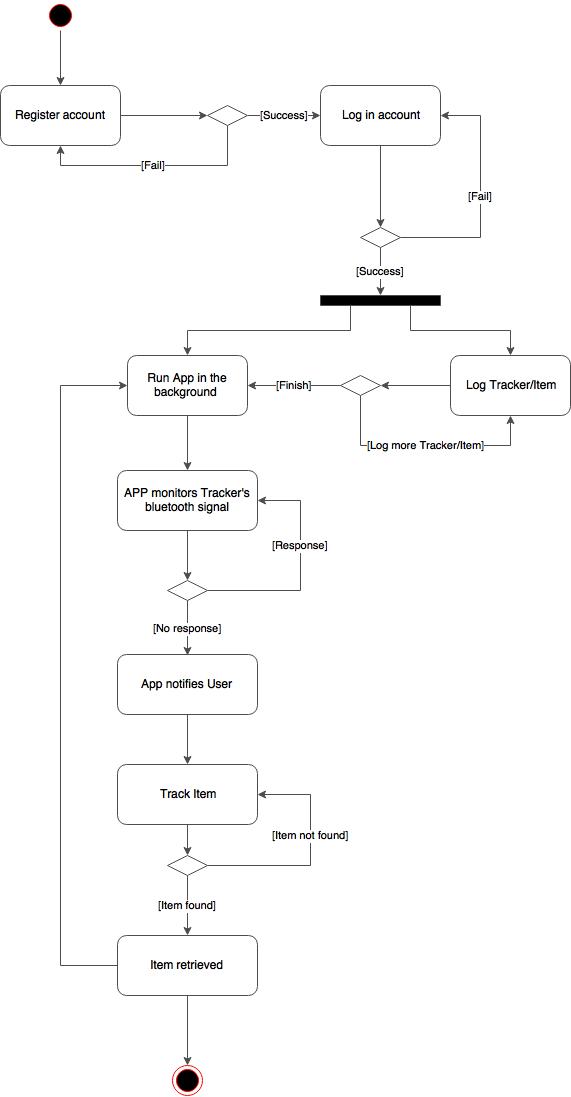 Register account
[Success]
Log in account
[Fail]
[Fail]
[Success]
Run App in the
background
[Finish]
Log Tracker/Item
[Log more Tracker/Item]
APP monitors Tracker's
bluetooth signal
[Response]
[No response]
App notifies User
Track Item
[Item not found]
[Item found]
Item retrieved